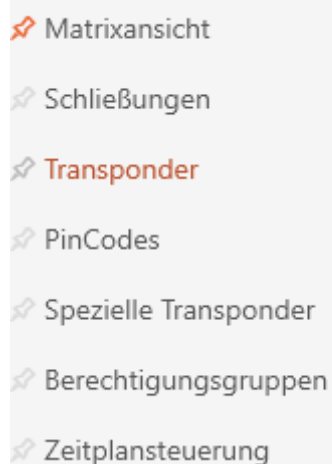 Matrixansicht
Schließungen
Transponder
PinCodes
Spezielle Transponder
Berechtigungsgruppen
Zeitplansteuerung